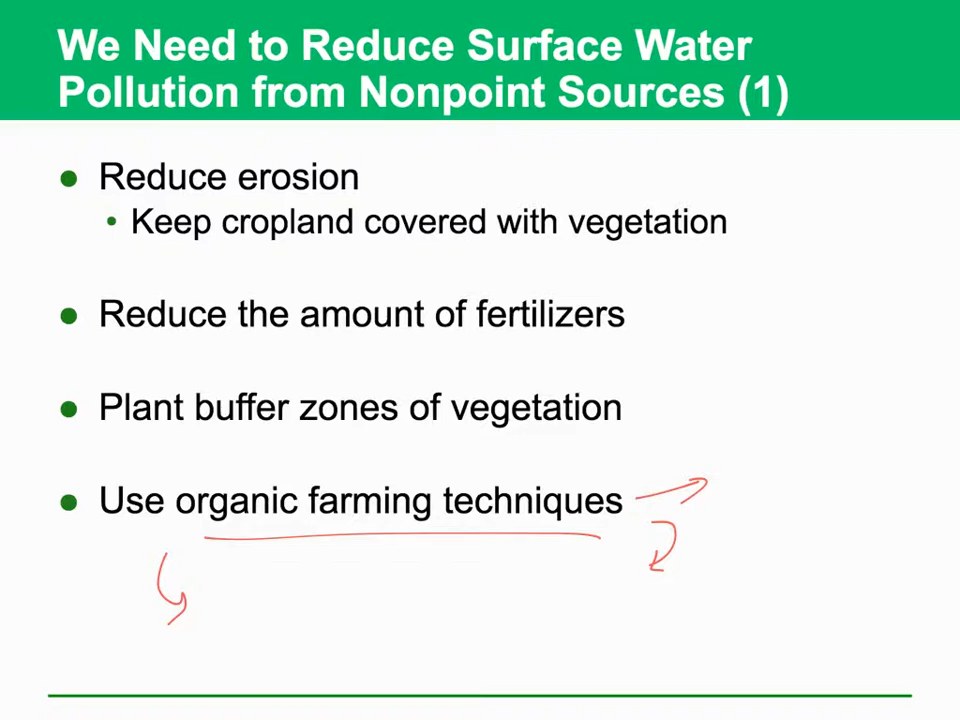 We Need to Reduce Surface Water
Pollution from Nonpoint Sources (1)
● Reduce erosion
• Keep cropland covered with vegetation
● Reduce the amount of fertilizers
● Plant buffer zones of vegetation
● Use organic farming techniques